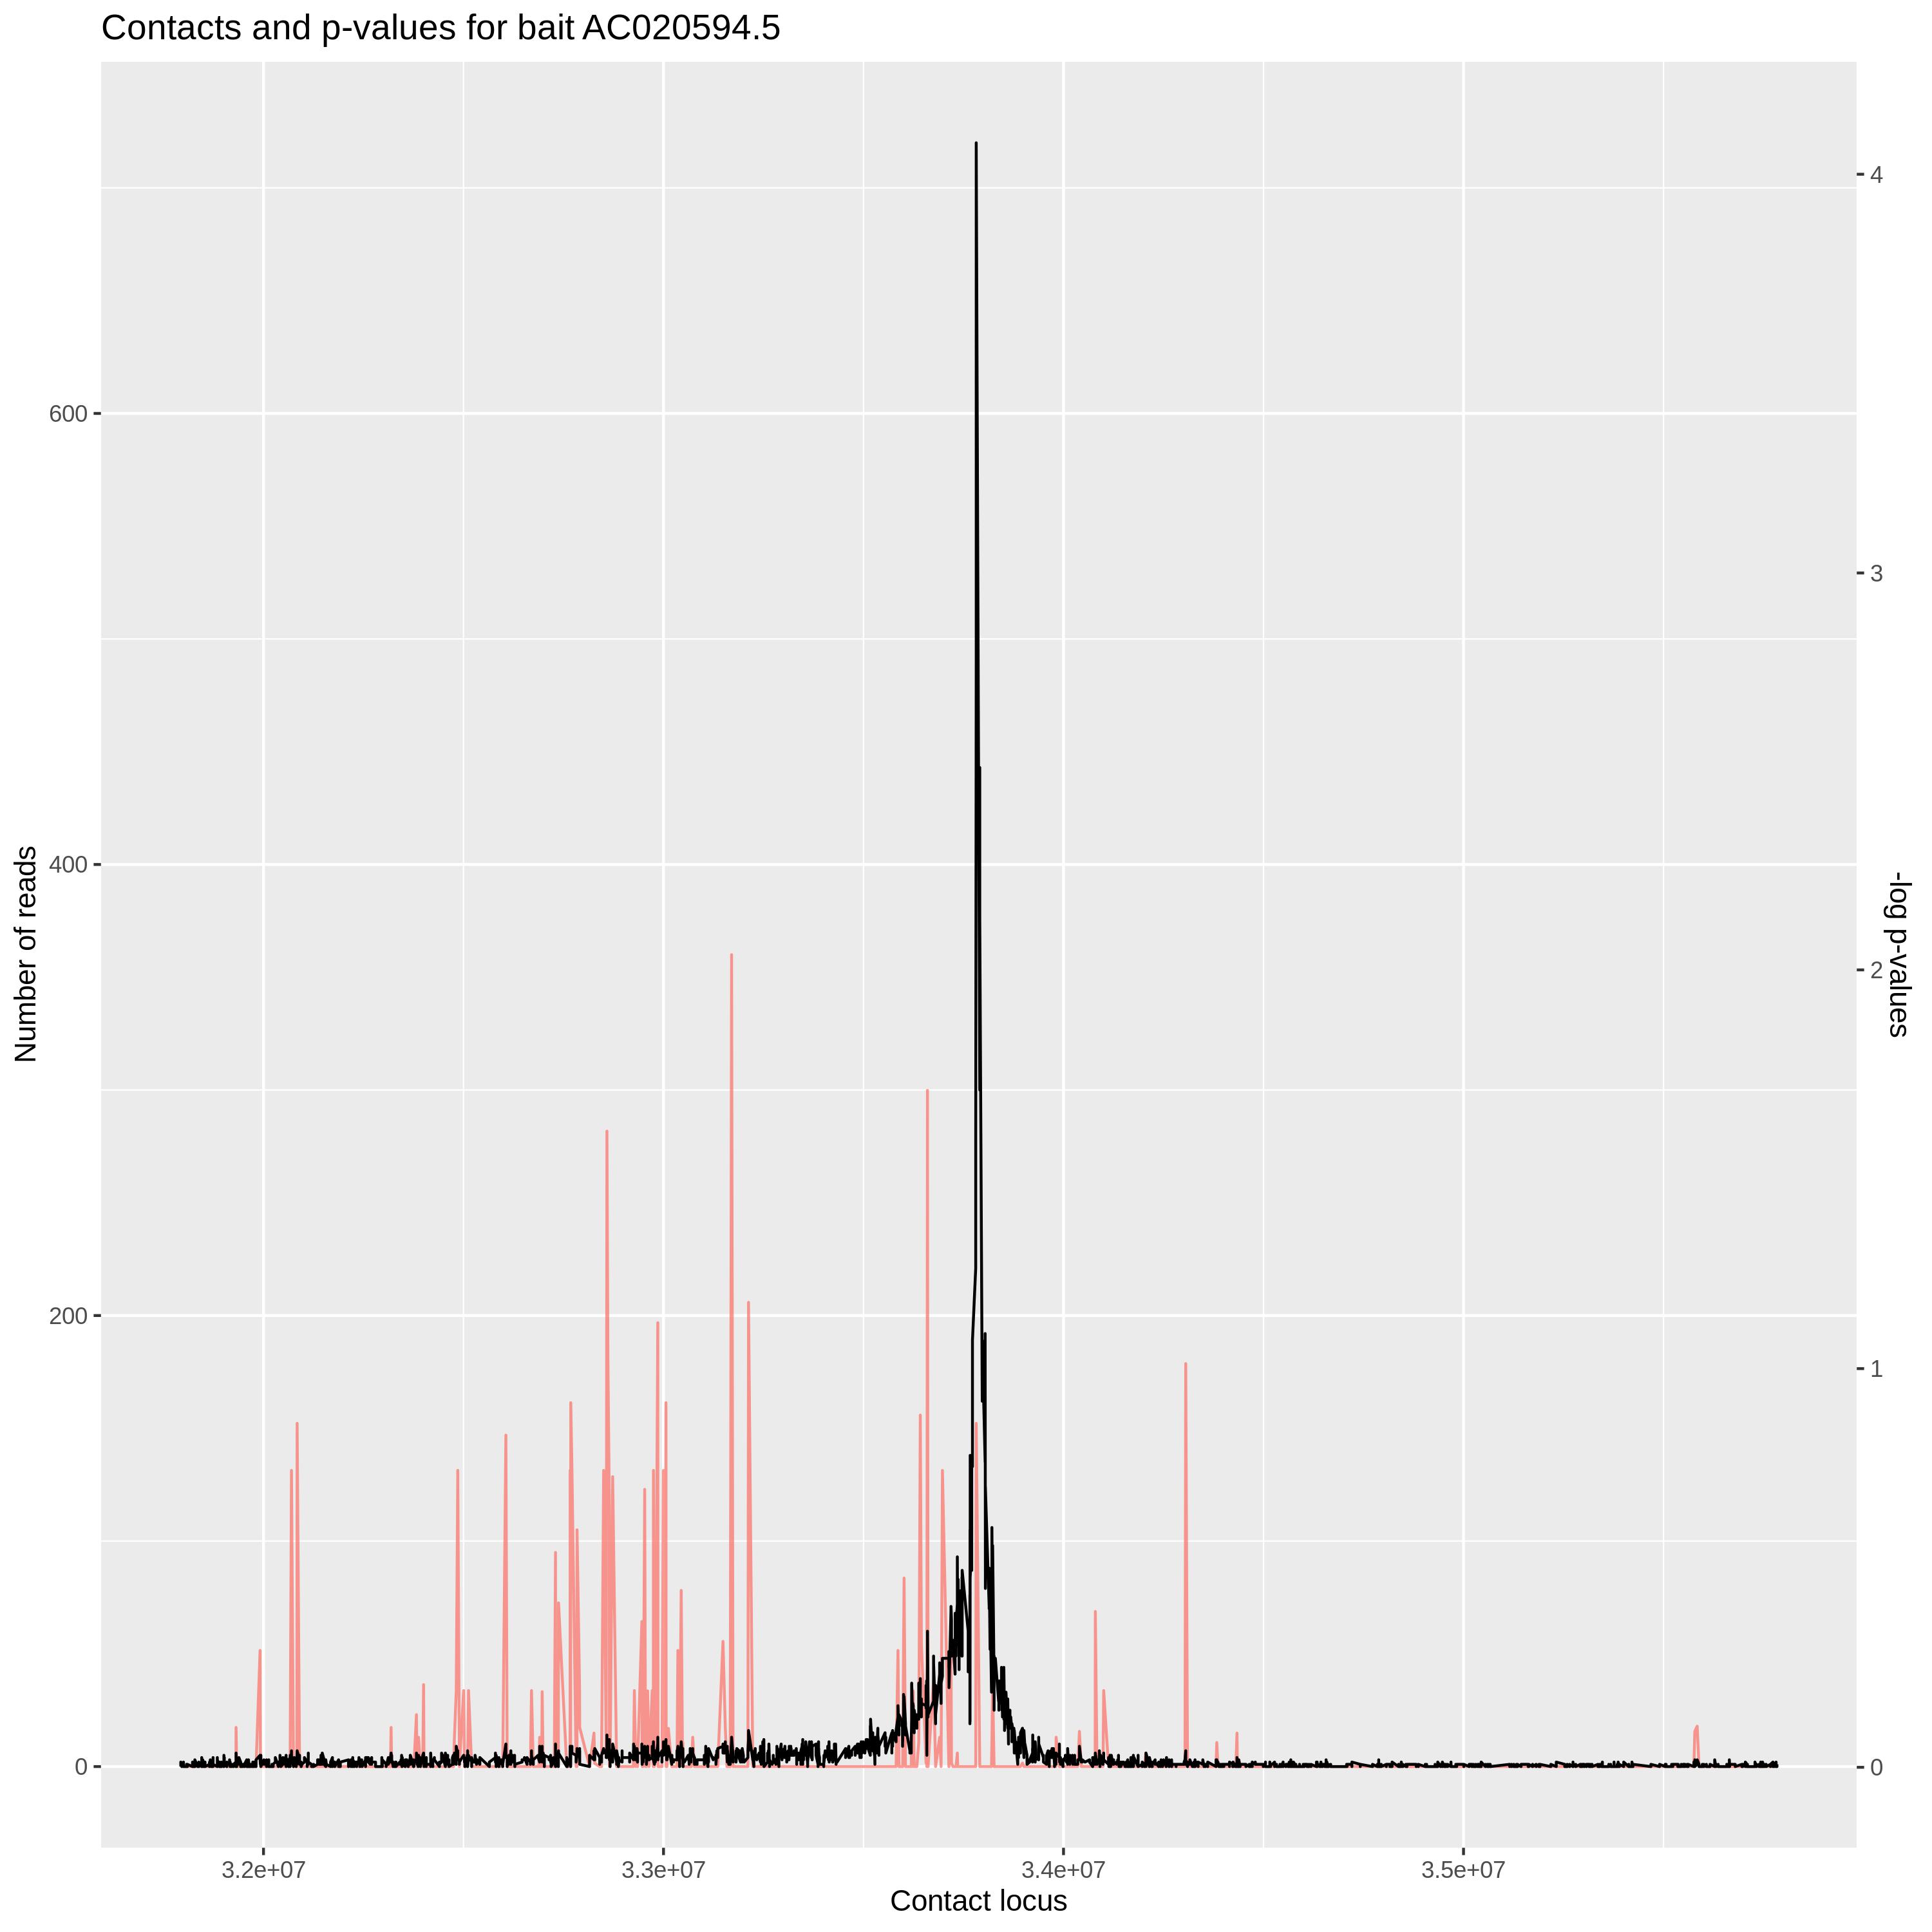 Contacts and p-values for bait AC020594.5
Number of reads
600
400
200
0
4
3
2
1
0
-log p-values
3.2e+07
3.3e+07
3.4e+07
3.5e+07
Contact locus